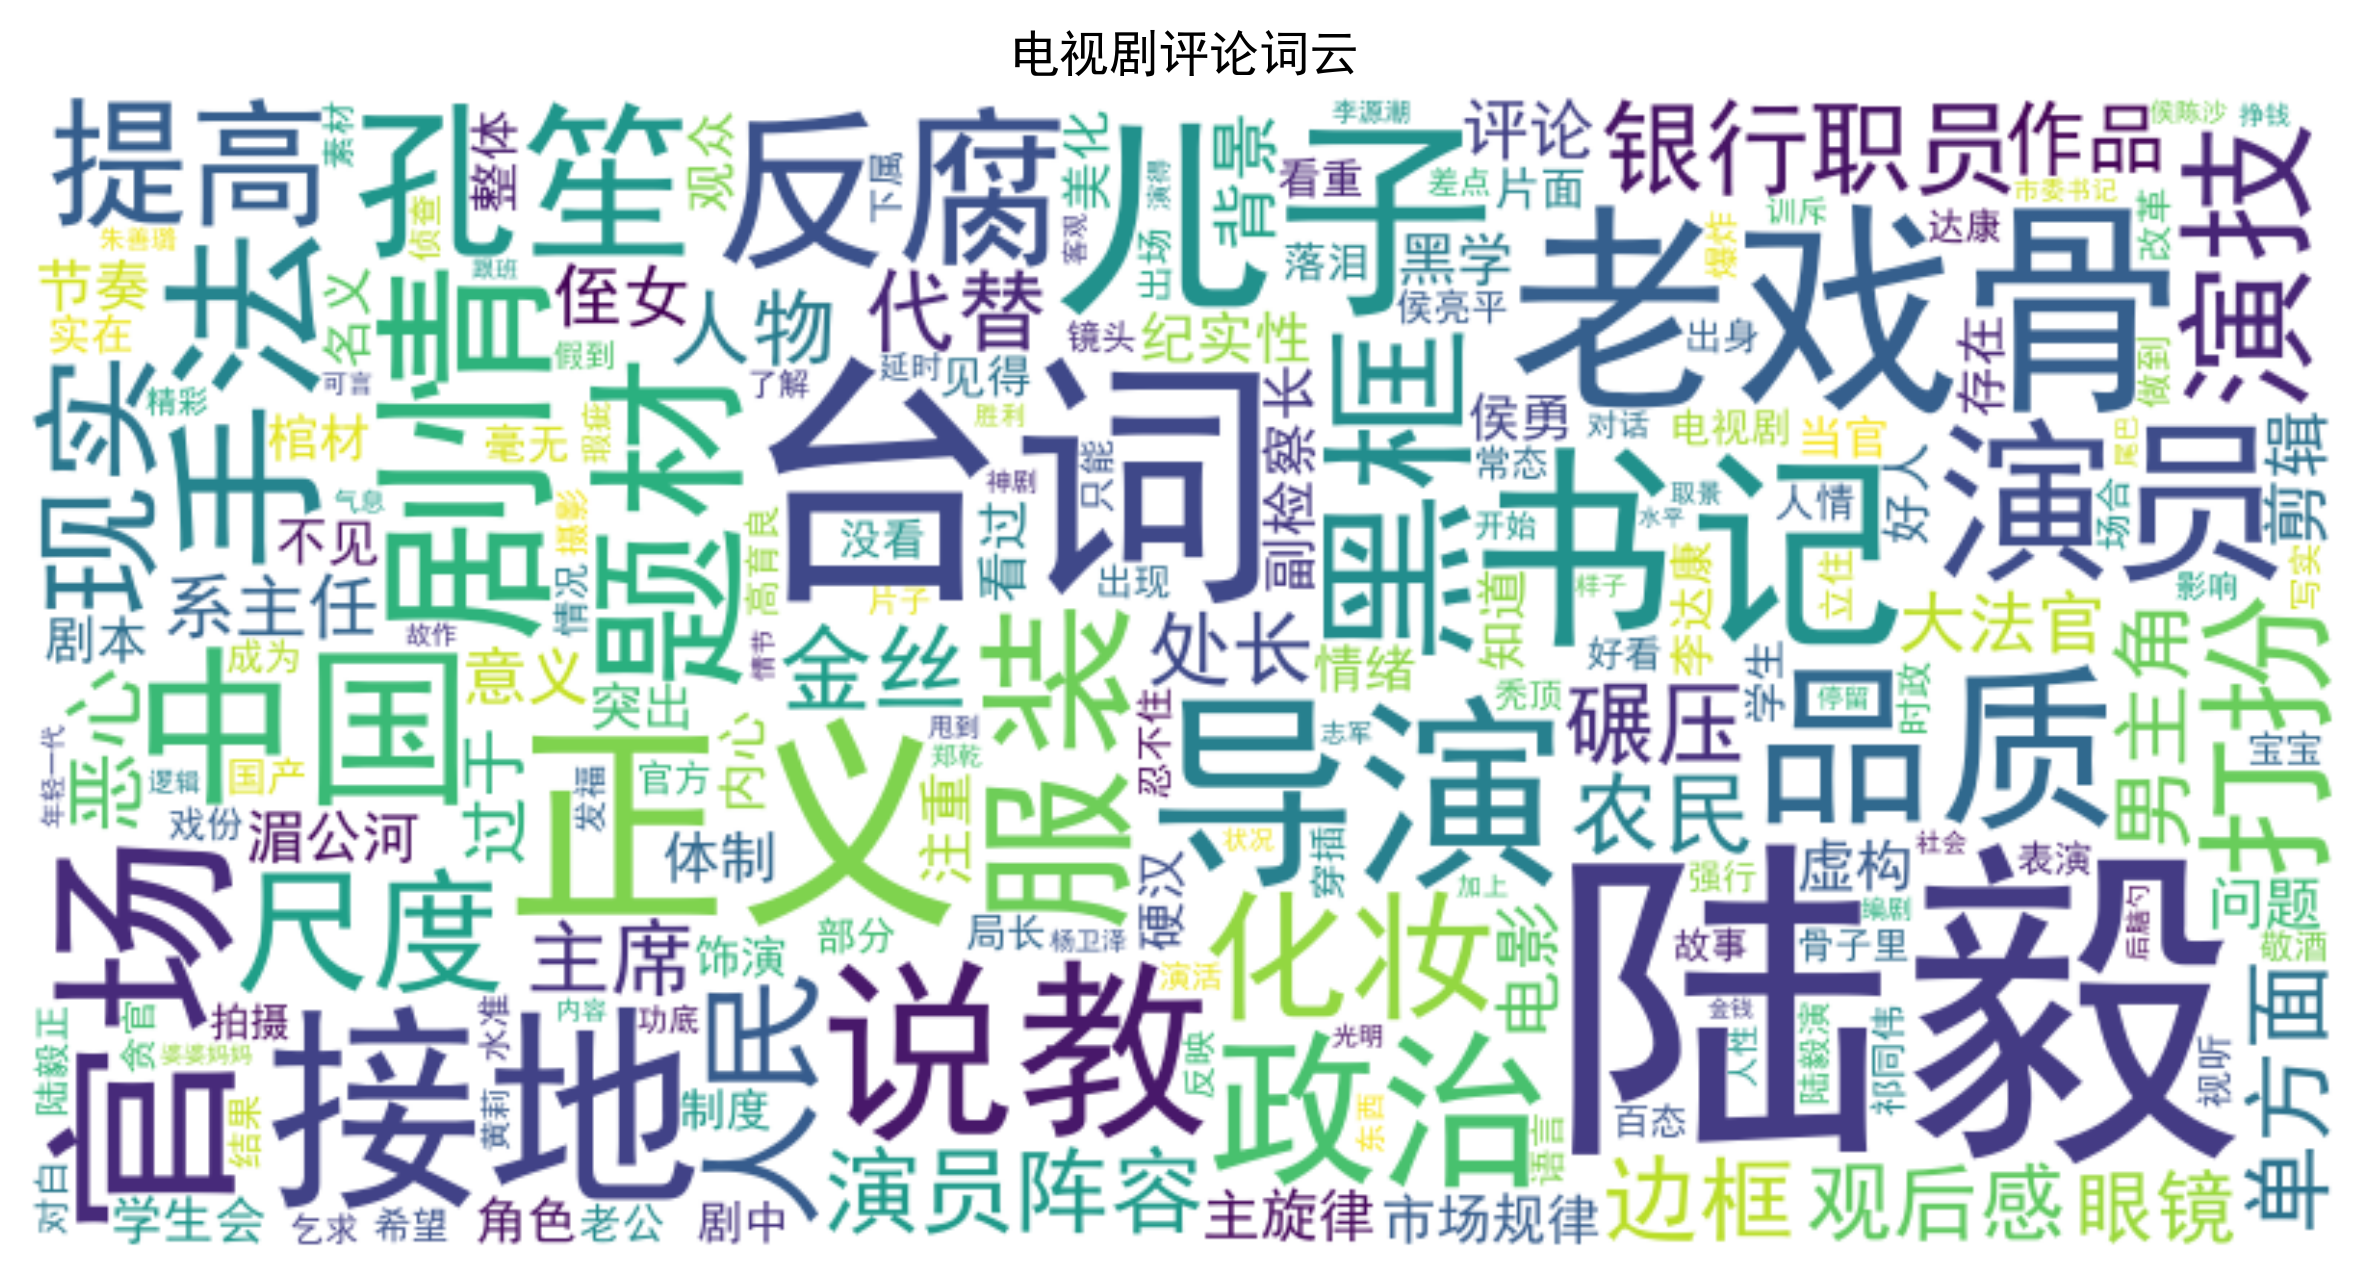 电视剧评论词云
提高
素材
孔笙
整体
观众
反腐
下属
美化
演得
儿子
背景
李源潮
评论
银行职员
作品
侯陈沙
挣钱
演技
看重
差点
片面
市委书记
朱善璐
侦查
客观
出场
训斥
达康
改革
节奏
手法
名义
剧情
跟班
侄女
人物
代替
落泪
黑学
爆炸
老戏骨
侯亮平
实在
假到
镜头
纪实性
出身
存在
做到
现实
精彩
可言
题材
了解
延时
见得
台词
副检察长
黑框
侯勇
对话
电视剧
当官
尾巴
剪辑
棺材
毫无
瑕疵
胜利
只能
神剧
常态
书记
好人
演员
气息
不见
摄影
高育良
没看
看过
开始
取景
水平
人情
场合
系主任
情况
出现
样子
知道
李达康
立住
影响
写实
剧本
故作
情节
片子
金丝
服装
处长
情绪
好看
大法官
男主角
打扮
成为
中国
意义
突出
恶心
学生
品质
停留
时政
秃顶
碾压
忍不住
导演
志军
年轻一代
逻辑
国产
过于
正义
内心
甩到
郑乾
官方
发福
注重
宝宝
戏份
湄公河
体制
状况
穿插
农民
硬汉
虚构
社会
表演
官场
尺度
加上
强行
陆毅
编剧
后脑勺
问题
主席
饰演
部分
局长
杨卫泽
化妆
电影
故事
骨子里
敬酒
拍摄
水准
内容
功底
人民
说教
演活
光明
金钱
单方面
陆毅正
贪官
婆婆妈妈
接地
反映
政治
人性
陆毅演
祁同伟
视听
结果
黄莉
制度
东西
语言
百态
对白
学生会
乞求
希望
角色
老公
剧中
演员阵容
主旋律
市场规律
边框
观后感
眼镜